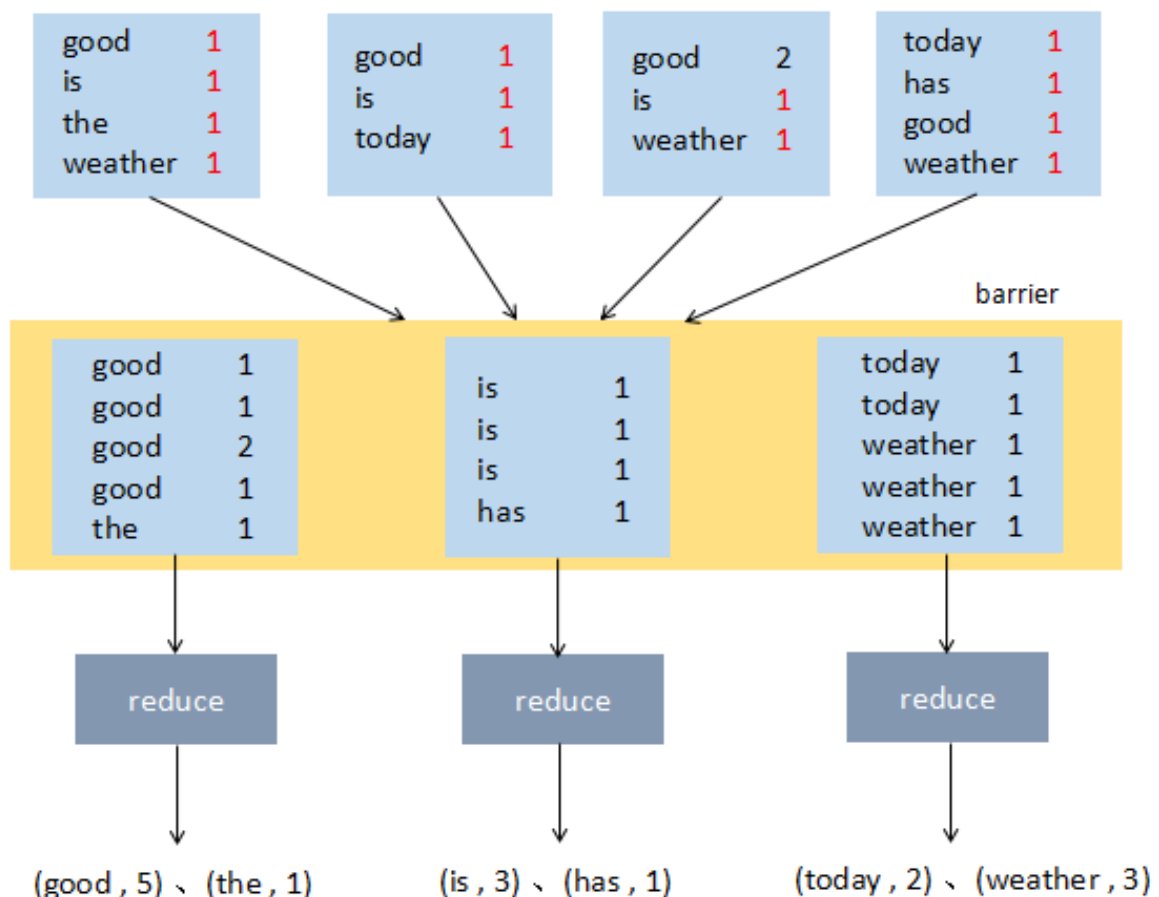 good 1
is 1
the 1
weather 1
good 1
is 1
today 1
good 2
is 1
weather 1
today 1
has 1
good 1
weather 1
barrier
good 1
good 1
good 2
good 1
the 1
is 1
is 1
is 1
has 1
today 1
today 1
weather 1
weather 1
weather 1
reduce
reduce
reduce
(good , 5) 、 (the , 1)
(is , 3) 、 (has , 1)
(today , 2) 、 (weather , 3)